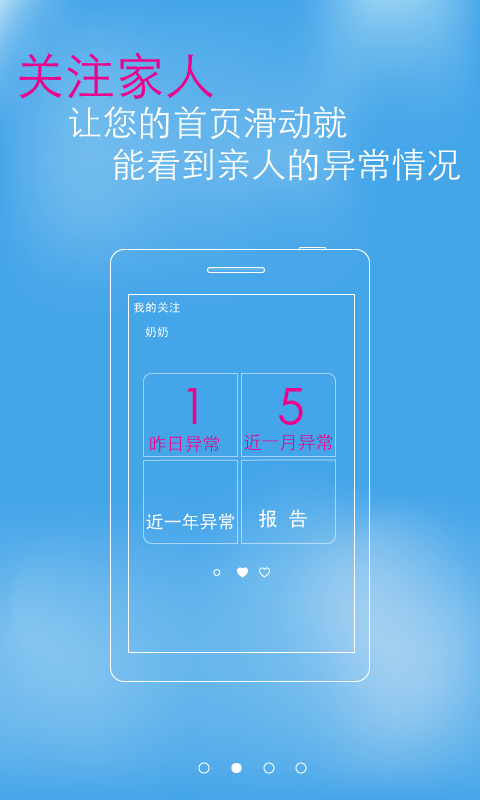 关注家人
让您的首页滑动就
能看到亲人的异常情况
我的关注
奶奶
1 5
昨日异常 近一月异常
近一年异常 报 告